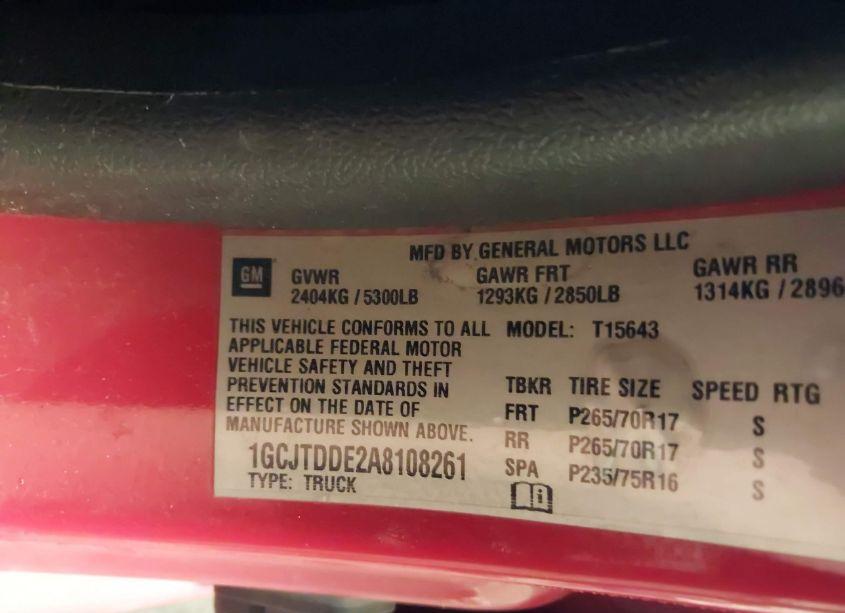 MFD BY GENERAL MOTORS LLC
GM
GVWR GAWR FRT GAWR RR
2404KG / 5300LB 1293KG / 2850LB 1314KG / 2896
THIS VEHICLE CONFORMS TO ALL
APPLICABLE FEDERAL MOTOR
VEHICLE SAFETY AND THEFT
PREVENTION STANDARDS IN
EFFECT ON THE DATE OF
MANUFACTURE SHOWN ABOVE.
1GCJTDDE2A8108261
TYPE: TRUCK
MODEL: T15643
TBKR TIRE SIZE SPEED RTG
FRT P265/70R17 S
RR P265/70R17 S
SPA P235/75R16 S